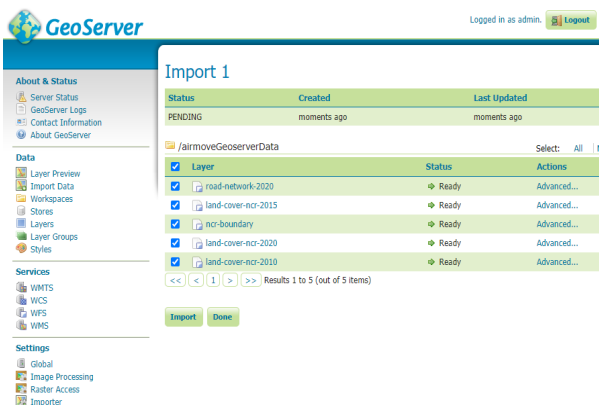 GeoServer
Logged in as admin. Logout
About & Status
Server Status
GeoServer Logs
Contact Information
About GeoServer
Data
Layer Preview
Import Data
Workspaces
Stores
Layers
Layer Groups
Styles
Services
WMTS
WCS
WFS
WMS
Settings
Global
Image Processing
Raster Access
Importer
Import 1
Status Created Last Updated
PENDING moments ago moments ago
/airmoveGeoserverData Select: All
Layer Status Actions
road-network-2020 Ready Advanced...
land-cover-ncr-2015 Ready Advanced...
ncr-boundary Ready Advanced...
land-cover-ncr-2020 Ready Advanced...
land-cover-ncr-2010 Ready Advanced...
<< < 1 > >> Results 1 to 5 (out of 5 items)
Import Done